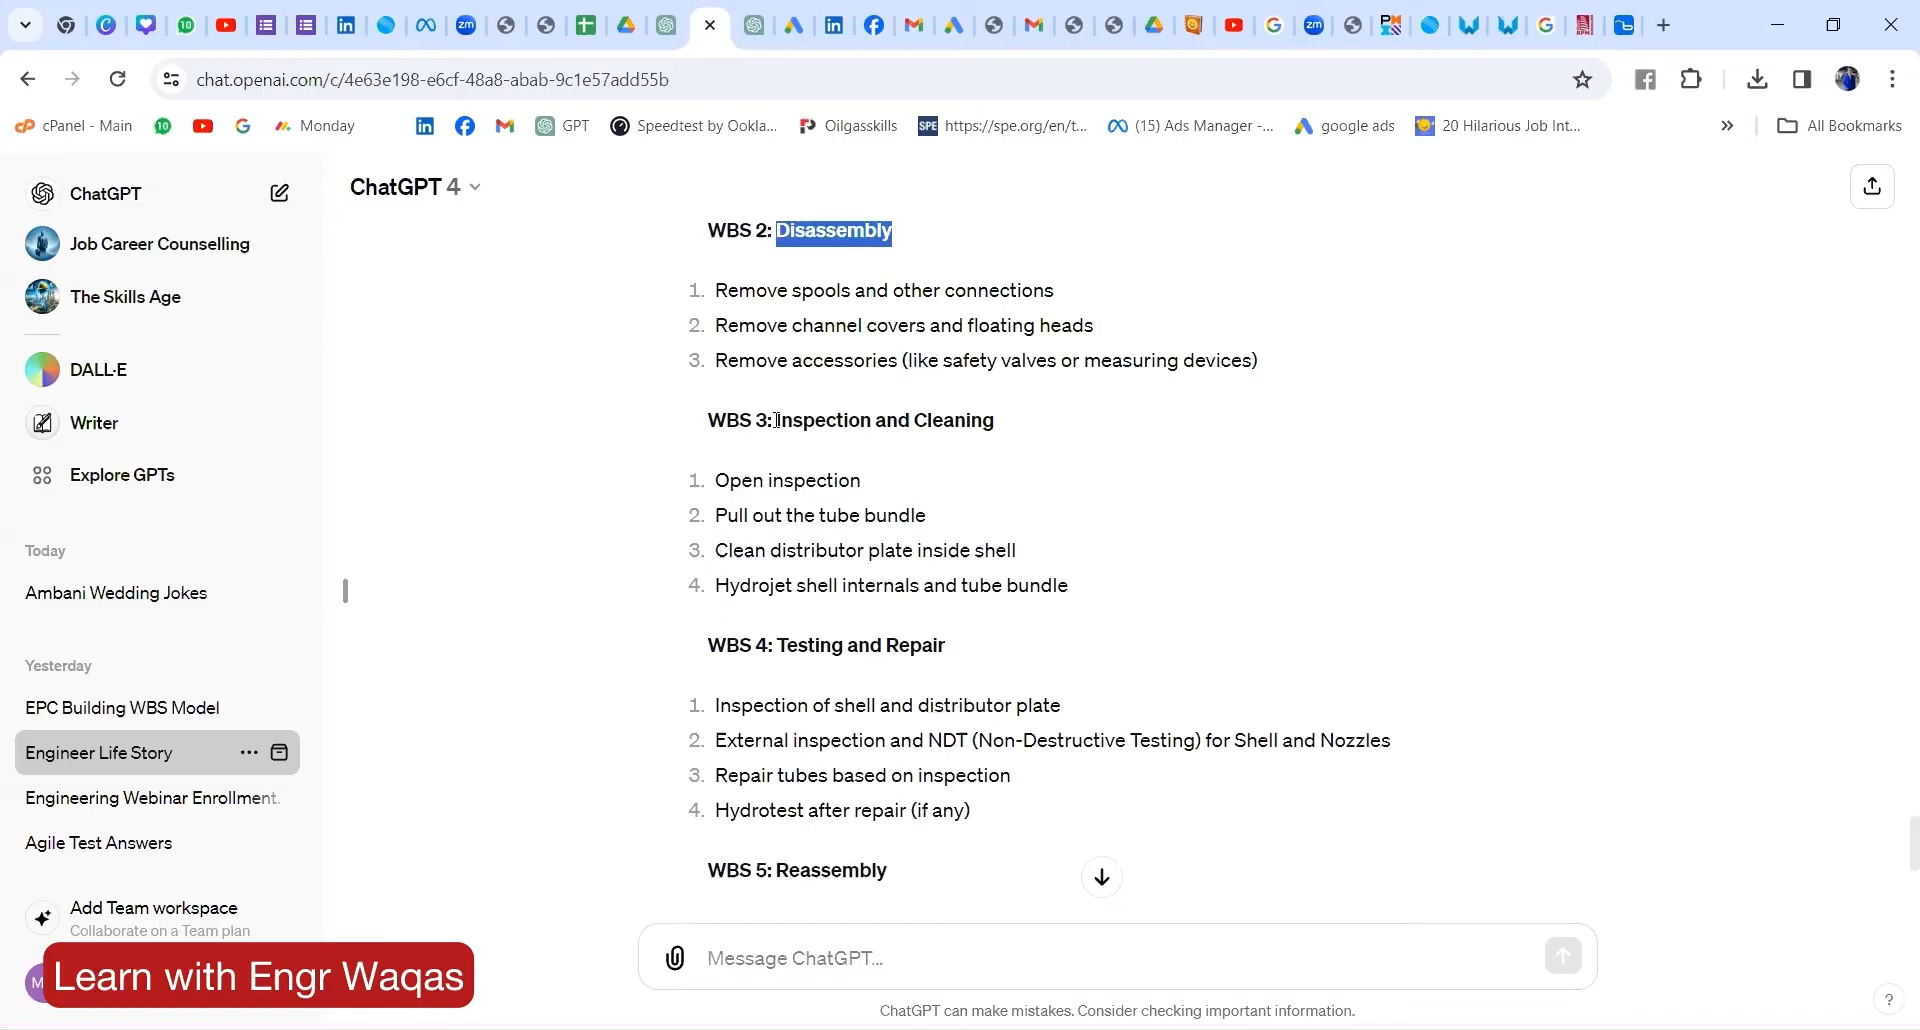 chat.openai.com/c/4e63e198-e6cf-48a8-abab-9c1e57add55b
cPanel - Main
Monday
GPT
Speedtest by Ookla...
Oilgasskills
SPE
https://spe.org/en/t...
(15) Ads Manager -...
google ads
20 Hilarious Job Int...
All Bookmarks
ChatGPT
Job Career Counselling
The Skills Age
DALL·E
Writer
Explore GPTs
Today
Ambani Wedding Jokes
Yesterday
EPC Building WBS Model
Engineer Life Story
Engineering Webinar Enrollment.
Agile Test Answers
Add Team workspace
Collaborate on a Team plan
M
Learn with Engr Waqas
ChatGPT 4
WBS 2: Disassembly
1. Remove spools and other connections
2. Remove channel covers and floating heads
3. Remove accessories (like safety valves or measuring devices)
WBS 3: Inspection and Cleaning
1. Open inspection
2. Pull out the tube bundle
3. Clean distributor plate inside shell
4. Hydrojet shell internals and tube bundle
WBS 4: Testing and Repair
1. Inspection of shell and distributor plate
2. External inspection and NDT (Non-Destructive Testing) for Shell and Nozzles
3. Repair tubes based on inspection
4. Hydrotest after repair (if any)
WBS 5: Reassembly
Message ChatGPT...
ChatGPT can make mistakes. Consider checking important information.
?